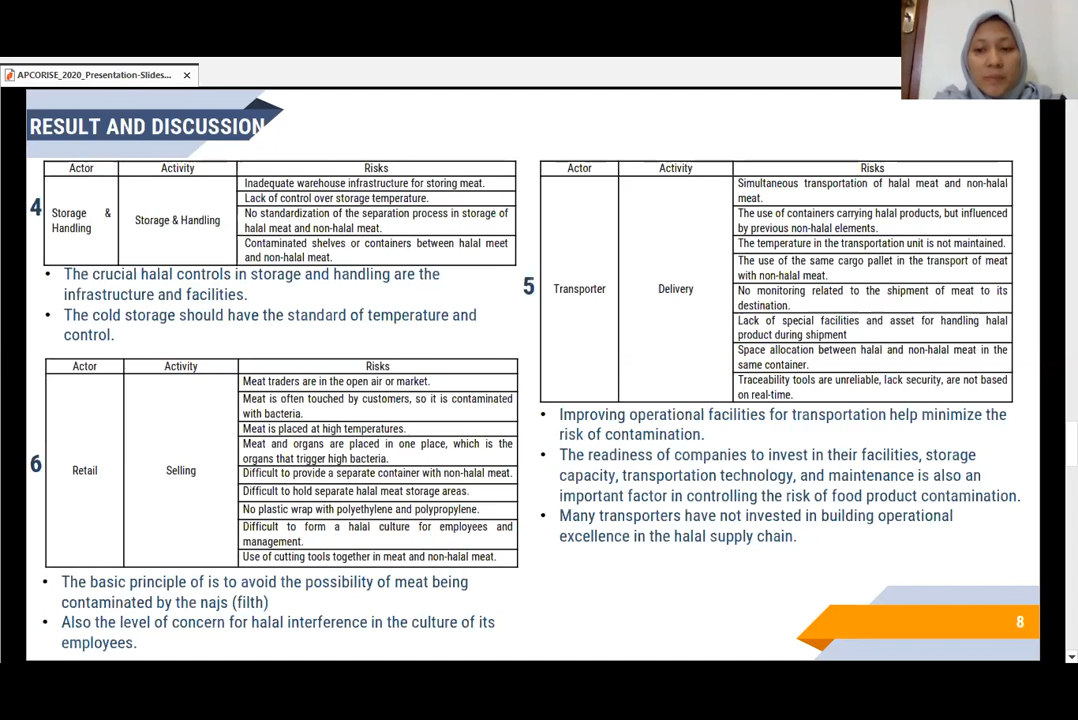 APCORISE_2020_Presentation-Slides...
RESULT AND DISCUSSION
Actor Activity Risks
4
Storage & Handling
Storage & Handling
Inadequate warehouse infrastructure for storing meat.
Lack of control over storage temperature.
No standardization of the separation process in storage of
halal meat and non-halal meat.
Contaminated shelves or containers between halal meet
and non-halal meat.
• The crucial halal controls in storage and handling are the
infrastructure and facilities.
• The cold storage should have the standard of temperature and
control.
Actor Activity Risks
6
Retail
Selling
Meat traders are in the open air or market.
Meat is often touched by customers, so it is contaminated
with bacteria.
Meat is placed at high temperatures.
Meat and organs are placed in one place, which is the
organs that trigger high bacteria.
Difficult to provide a separate container with non-halal meat.
Difficult to hold separate halal meat storage areas.
No plastic wrap with polyethylene and polypropylene.
Difficult to form a halal culture for employees and
management.
Use of cutting tools together in meat and non-halal meat.
• The basic principle of is to avoid the possibility of meat being
contaminated by the najs (filth)
• Also the level of concern for halal interference in the culture of its
employees.
Actor Activity Risks
5
Transporter
Delivery
Simultaneous transportation of halal meat and non-halal
meat.
The use of containers carrying halal products, but influenced
by previous non-halal elements.
The temperature in the transportation unit is not maintained.
The use of the same cargo pallet in the transport of meat
with non-halal meat.
No monitoring related to the shipment of meat to its
destination.
Lack of special facilities and asset for handling halal
product during shipment
Space allocation between halal and non-halal meat in the
same container.
Traceability tools are unreliable, lack security, are not based
on real-time.
• Improving operational facilities for transportation help minimize the
risk of contamination.
• The readiness of companies to invest in their facilities, storage
capacity, transportation technology, and maintenance is also an
important factor in controlling the risk of food product contamination.
• Many transporters have not invested in building operational
excellence in the halal supply chain.
8